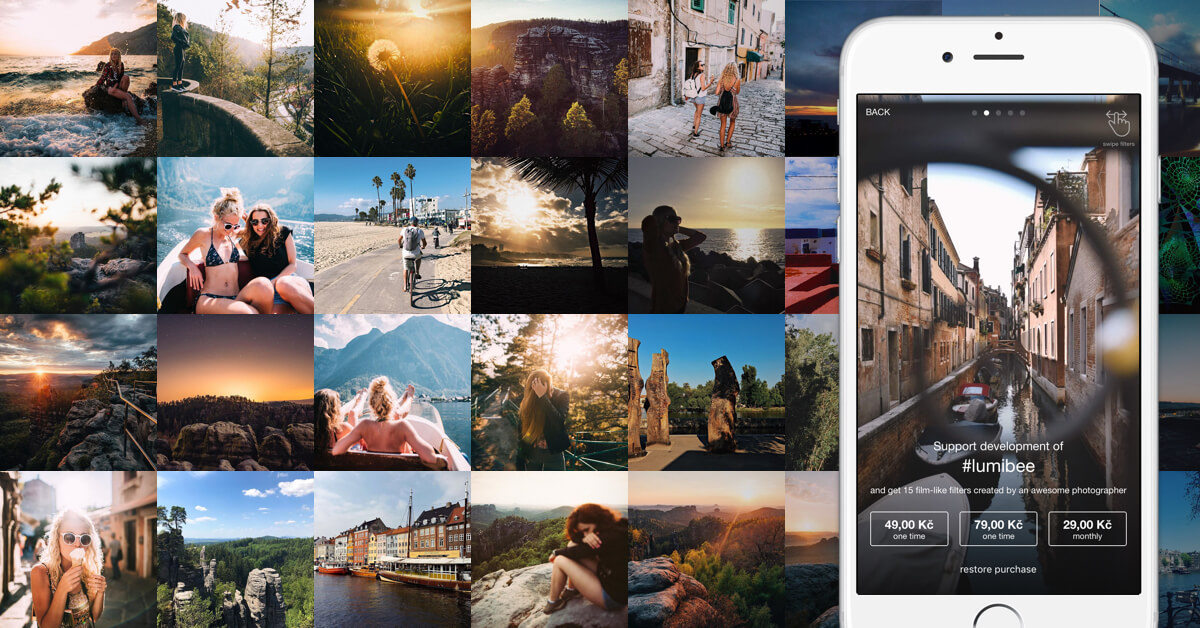 BACK
swipe filters
Support development of
#lumibee
and get 15 film-like filters created by an awesome photographer
49,00 Kč
one time
79,00 Kč
one time
29,00 Kč
monthly
restore purchase